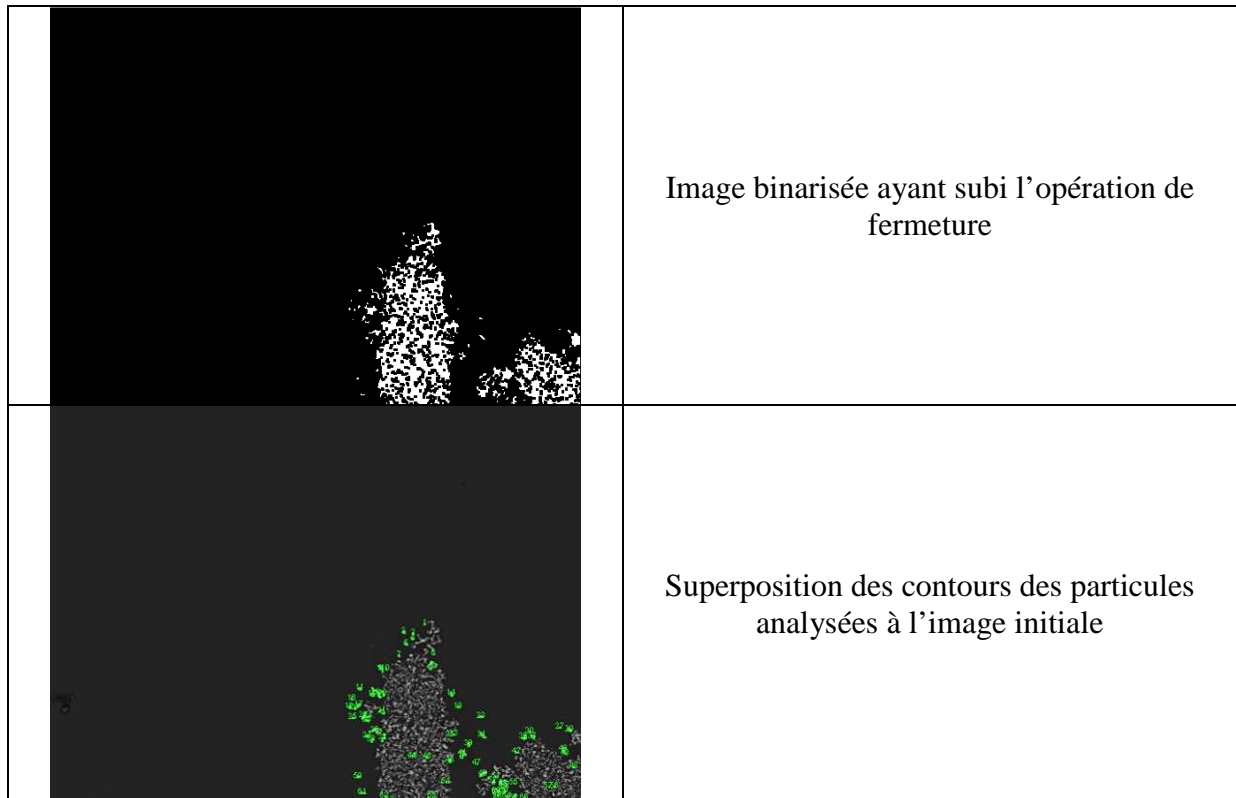 Image binarisée ayant subi l’opération de
fermeture
Superposition des contours des particules
analysées à l’image initiale